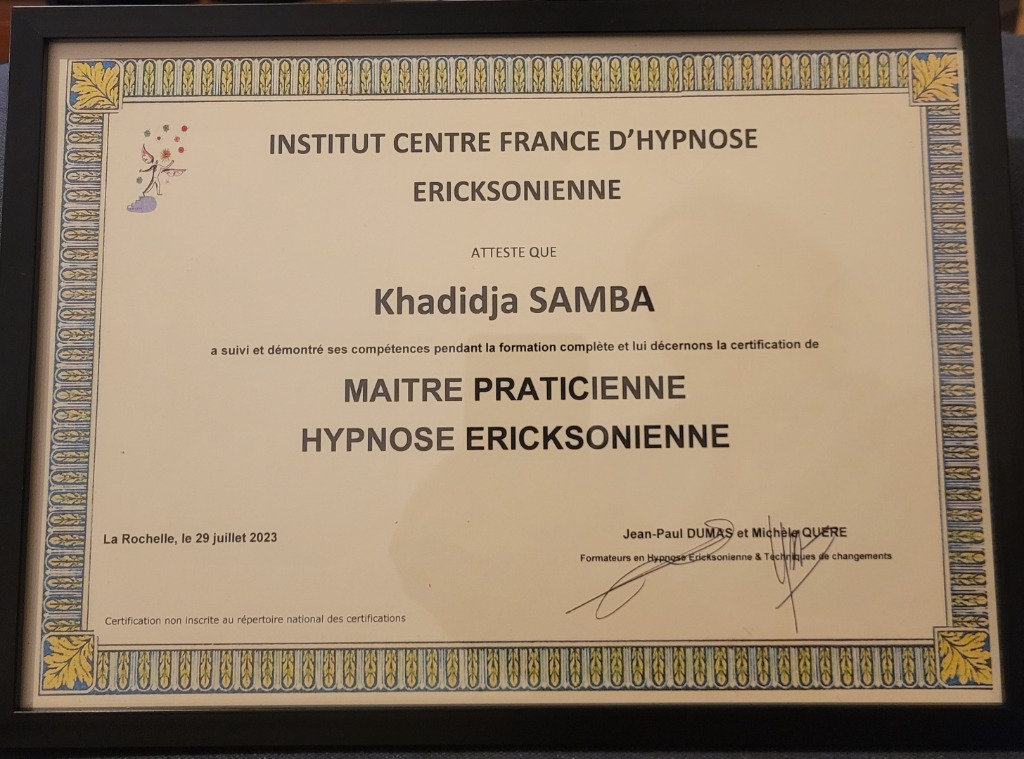 INSTITUT CENTRE FRANCE D'HYPNOSE
ERICKSONIENNE
ATTESTE QUE
Khadidja SAMBA
a suivi et démontré ses compétences pendant la formation complète et lui décernons la certification de
MAITRE PRATICIENNE
HYPNOSE ERICKSONIENNE
La Rochelle, le 29 juillet 2023
Jean-Paul DUMAS et Michèle QUERE
Formateurs en Hypnose Ericksonienne & Techniques de changements
Certification non inscrite au répertoire national des certifications